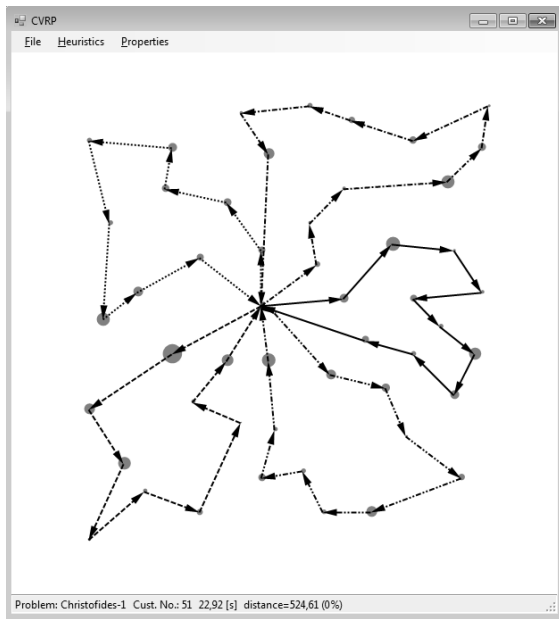 CVRP
File Heuristics Properties
Problem: Christofides-1 Cust. No.: 51 22,92 [s] distance=524,61 (0%)